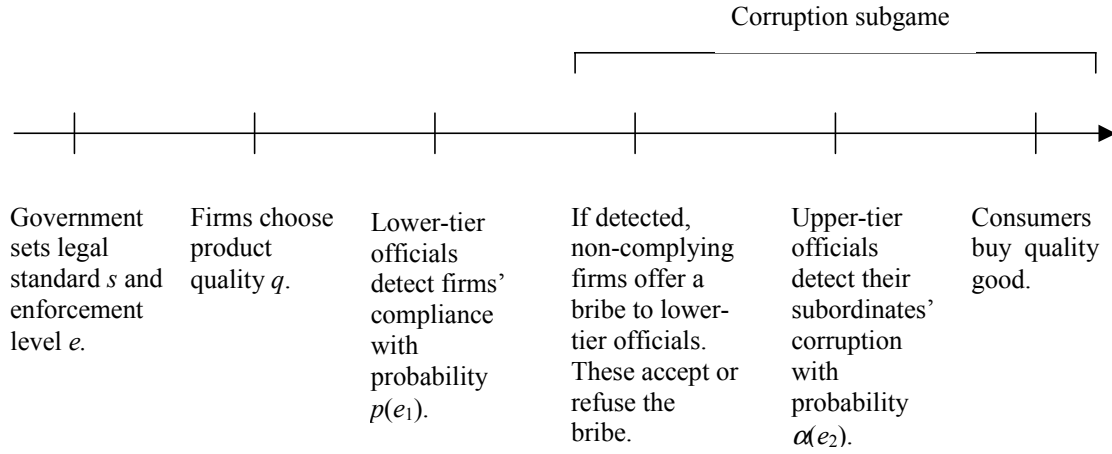 Corruption subgame
Government
sets legal
standard s and
enforcement
level e.
Firms choose
product
quality q.
Lower-tier
officials
detect firms’
compliance
with
probability
p(e₁).
If detected,
non-complying
firms offer a
bribe to lower-
tier officials.
These accept or
refuse the
bribe.
Upper-tier
officials
detect their
subordinates’
corruption
with
probability
α(e₂).
Consumers
buy quality
good.